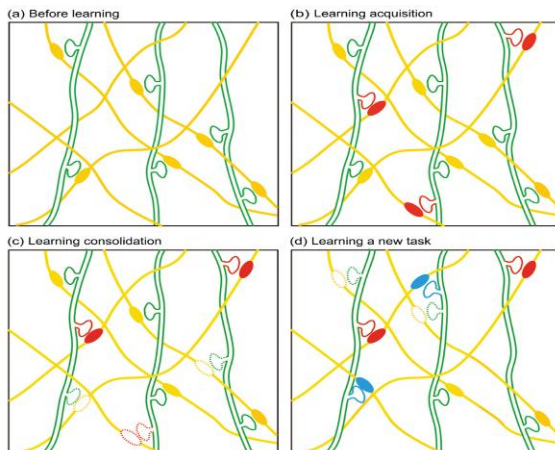 (a) Before learning
(b) Learning acquisition
(c) Learning consolidation
(d) Learning a new task